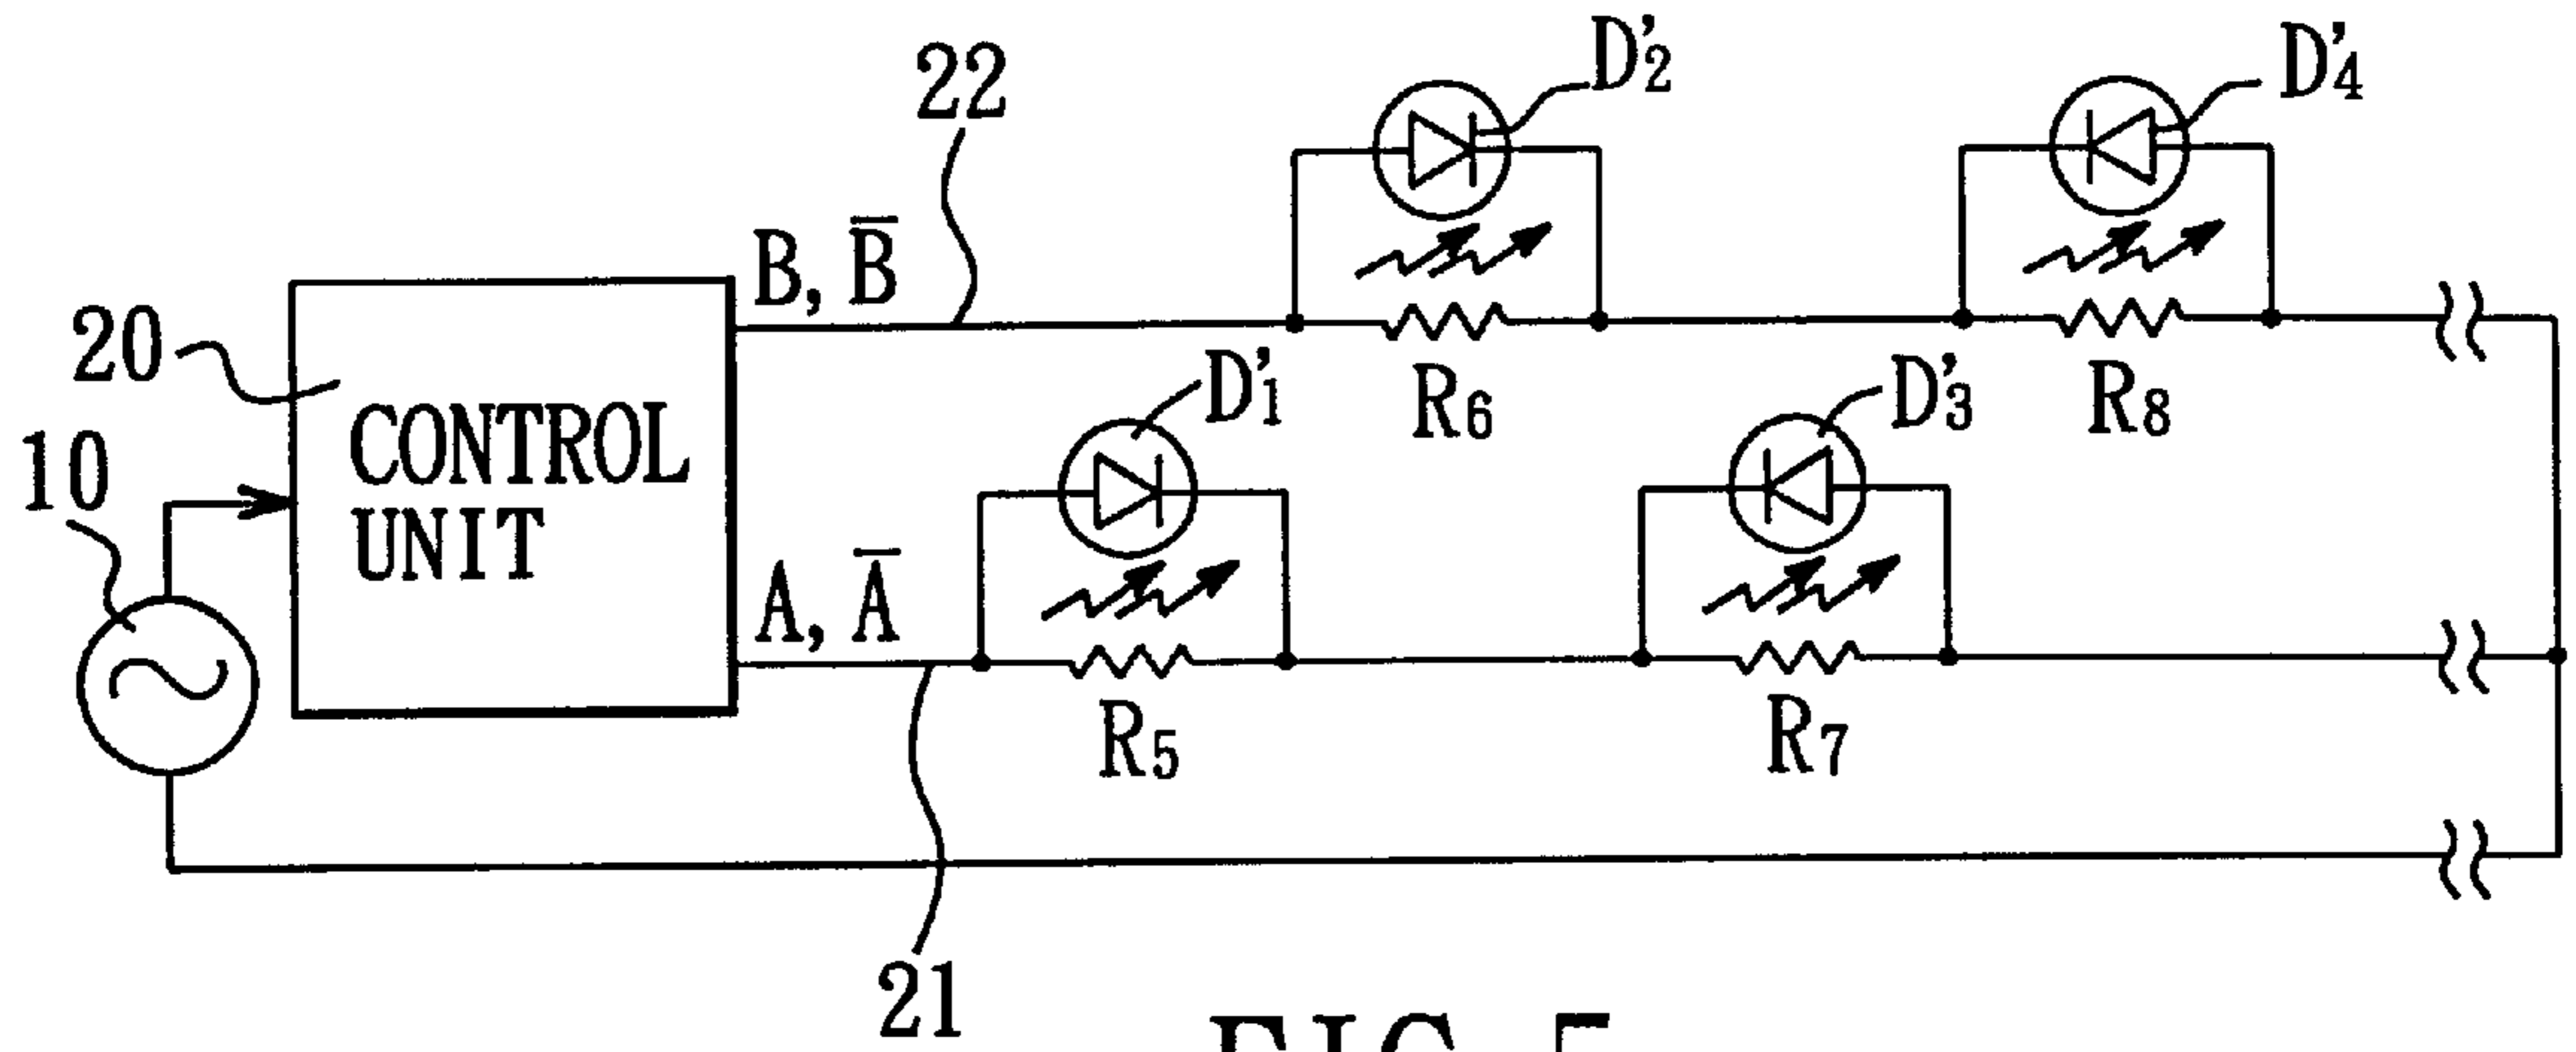 22
D'2
D'4
B, B̅
20
CONTROL
UNIT
10
R6
R8
D'1
D'3
A, A̅
R5
R7
21